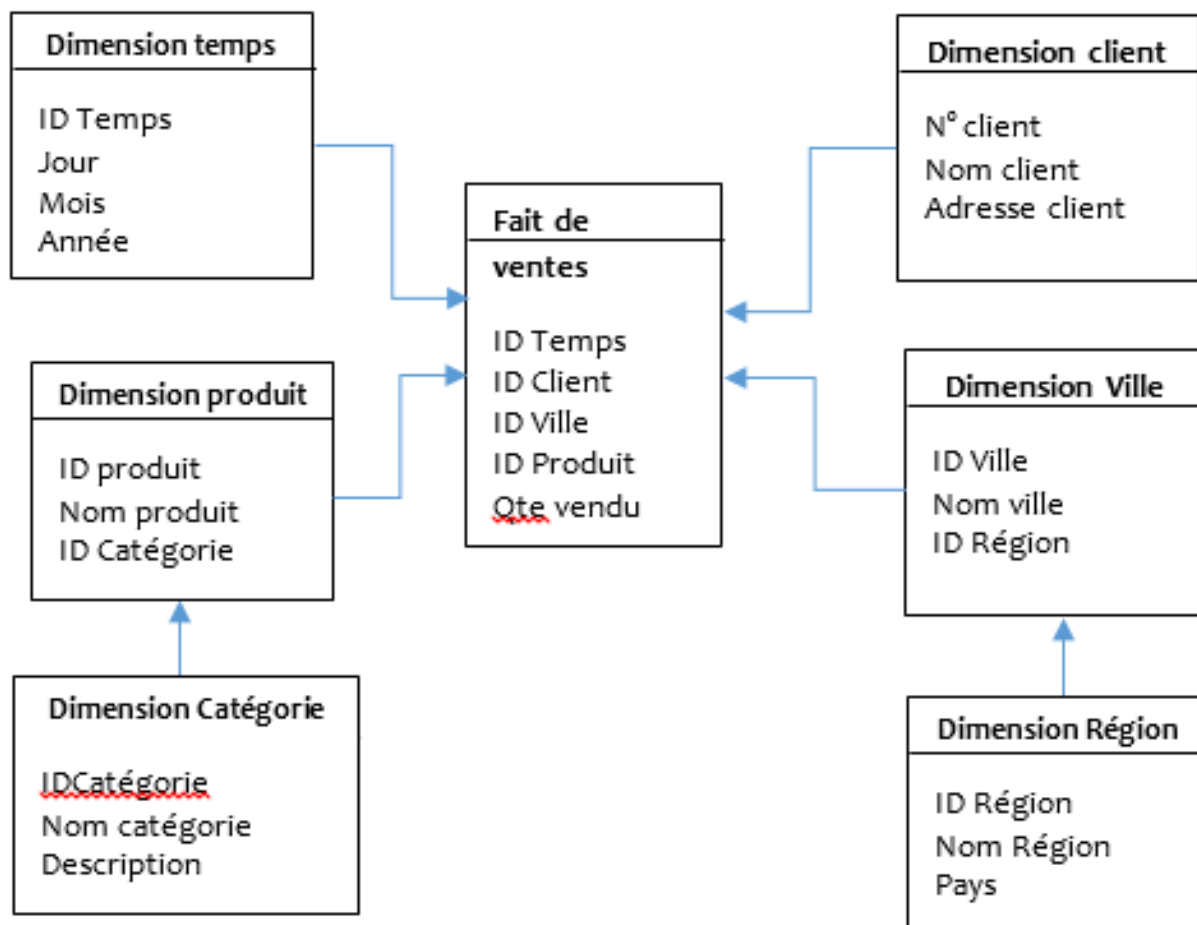 Dimension temps
ID Temps
Jour
Mois
Année
Dimension client
N° client
Nom client
Adresse client
Fait de
ventes
ID Temps
ID Client
ID Ville
ID Produit
Qte vendu
Dimension produit
ID produit
Nom produit
ID Catégorie
Dimension Ville
ID Ville
Nom ville
ID Région
Dimension Catégorie
IDCatégorie
Nom catégorie
Description
Dimension Région
ID Région
Nom Région
Pays